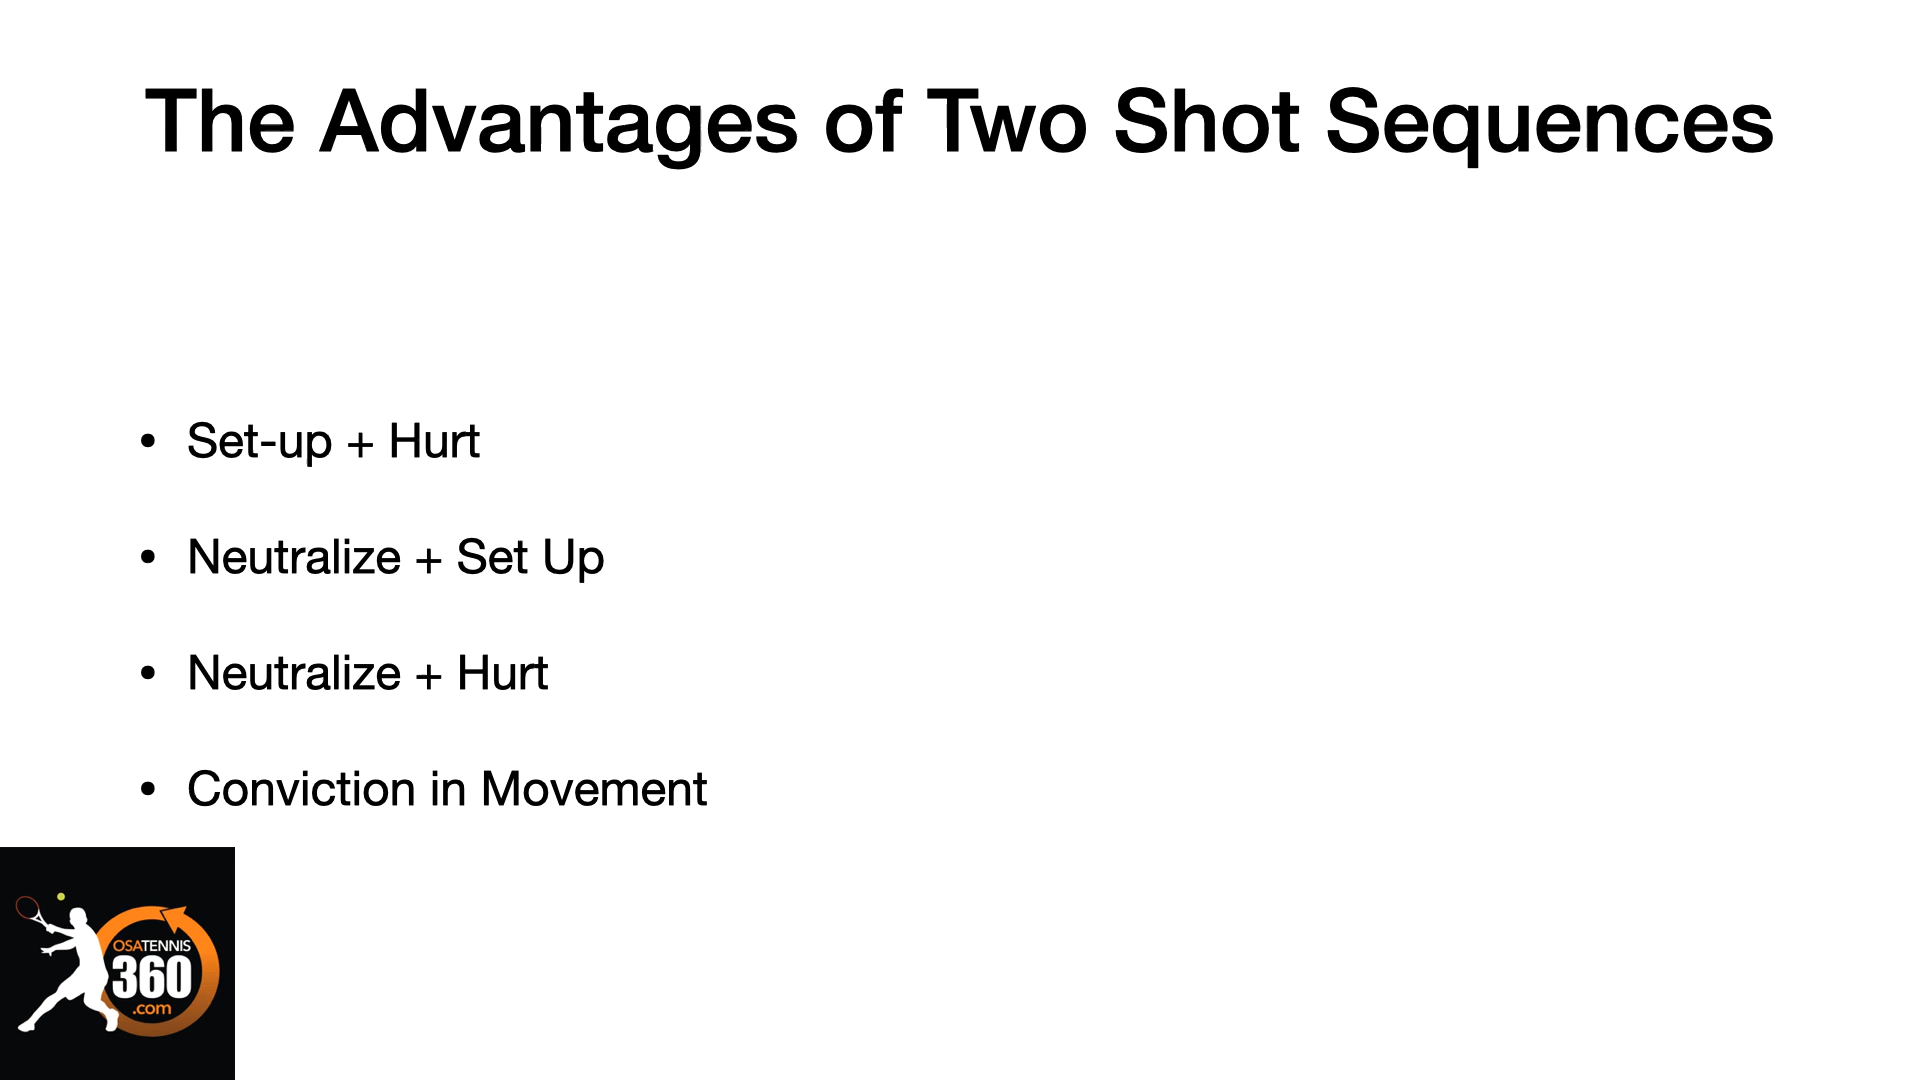 The Advantages of Two Shot Sequences
• Set-up + Hurt
• Neutralize + Set Up
• Neutralize + Hurt
• Conviction in Movement
OSATENNIS
360
.com